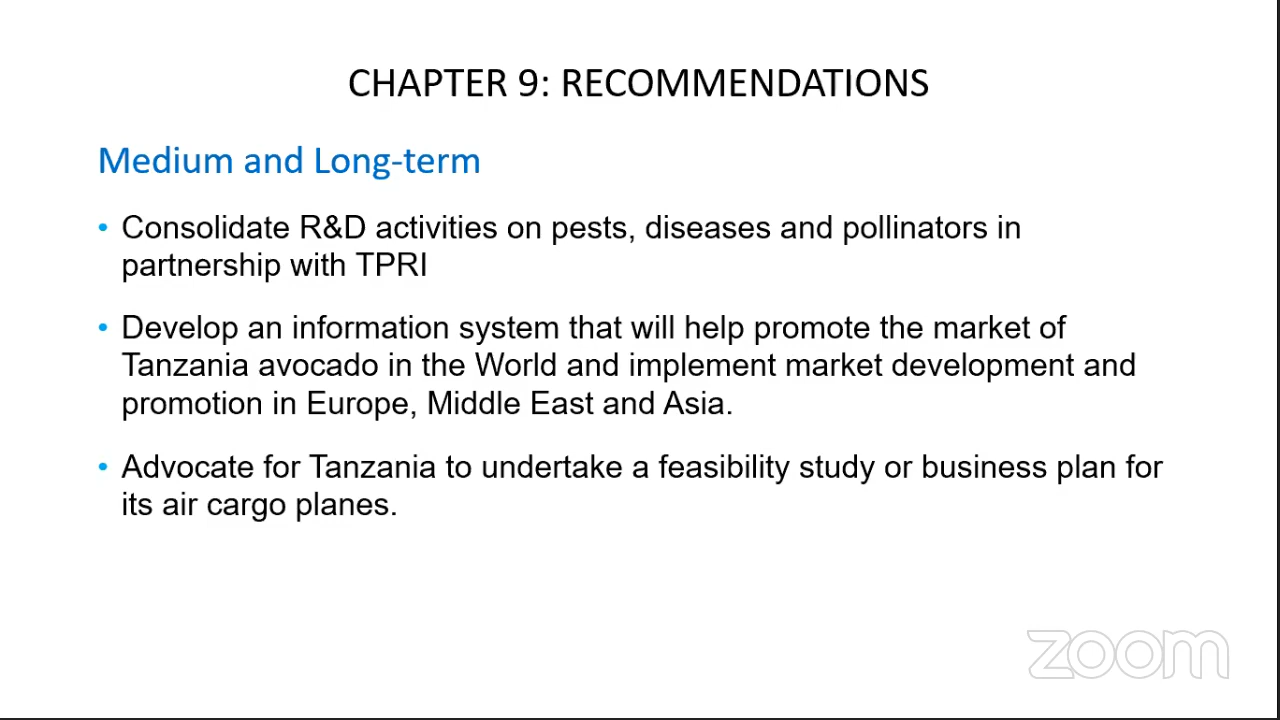 CHAPTER 9: RECOMMENDATIONS
Medium and Long-term
• Consolidate R&D activities on pests, diseases and pollinators in
partnership with TPRI
• Develop an information system that will help promote the market of
Tanzania avocado in the World and implement market development and
promotion in Europe, Middle East and Asia.
• Advocate for Tanzania to undertake a feasibility study or business plan for
its air cargo planes.
zoom